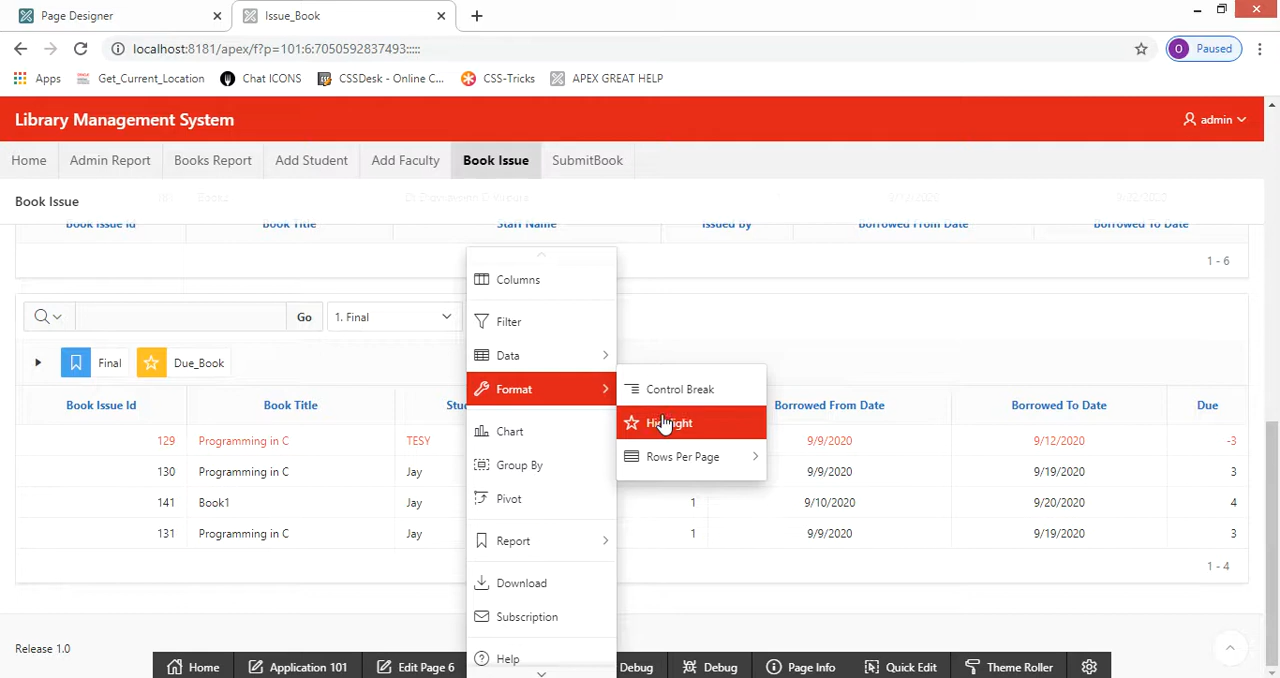 Page Designer
Issue_Book
localhost:8181/apex/f?p=101:6:7050592837493:::::
O Paused
Apps Get_Current_Location Chat ICONS CSSDesk - Online C... CSS-Tricks APEX GREAT HELP
Library Management System
admin
Home Admin Report Books Report Add Student Add Faculty Book Issue SubmitBook
Book Issue
Book Issue Id Book Title Staff Name Issued By Borrowed From Date Borrowed To Date
1 - 6
Go 1. Final
Final Due_Book
Book Issue Id Book Title Borrowed From Date Borrowed To Date Due
129 Programming in C TESY 9/9/2020 9/12/2020 -3
130 Programming in C Jay 9/9/2020 9/19/2020 3
141 Book1 Jay 1 9/10/2020 9/20/2020 4
131 Programming in C Jay 1 9/9/2020 9/19/2020 3
1 - 4
Columns
Filter
Data
Format
Chart
Group By
Pivot
Report
Download
Subscription
Help
Control Break
Highlight
Rows Per Page
Release 1.0
Home Application 101 Edit Page 6 Debug Debug Page Info Quick Edit Theme Roller